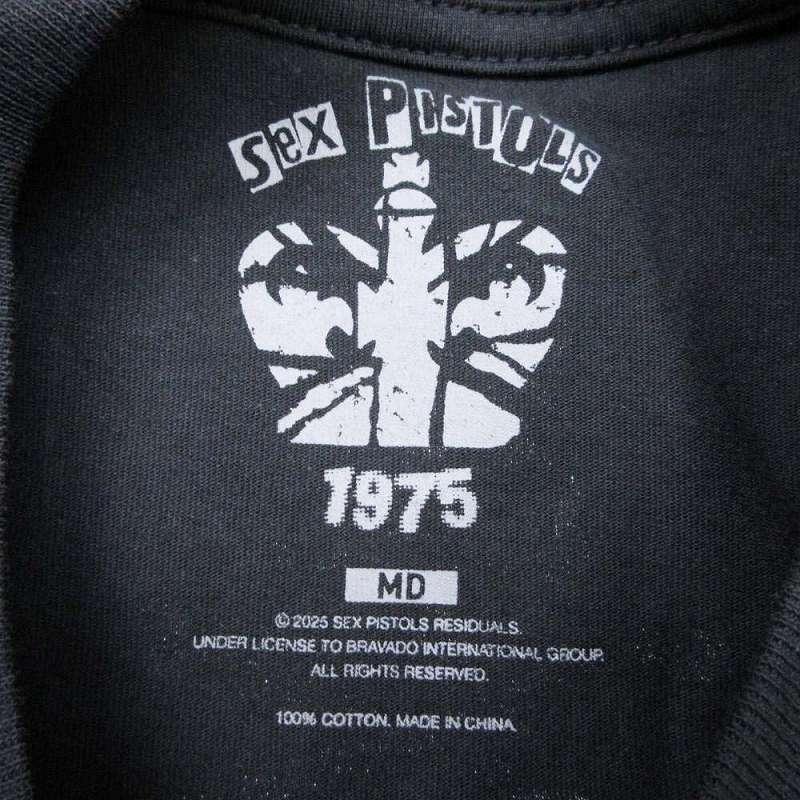 SeX PiSTOLS
1975
MD
© 2025 SEX PISTOLS RESIDUALS.
UNDER LICENSE TO BRAVADO INTERNATIONAL GROUP.
ALL RIGHTS RESERVED.
100% COTTON. MADE IN CHINA